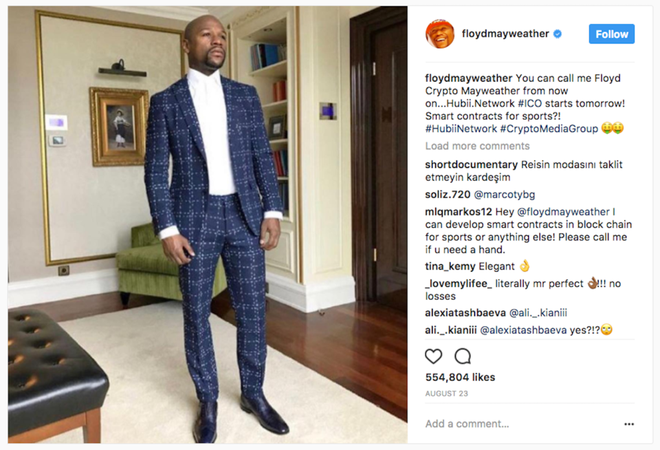 floydmayweather
Follow
floydmayweather You can call me Floyd
Crypto Mayweather from now
on...Hubii.Network #ICO starts tomorrow!
Smart contracts for sports?!
#HubiiNetwork #CryptoMediaGroup 🤑🤑
Load more comments
shortdocumentary Reisin modasını taklit
etmeyin kardeşim
soliz.720 @marcotybg
mlqmarkos12 Hey @floydmayweather I
can develop smart contracts in block chain
for sports or anything else! Please call me
if u need a hand.
tina_kemy Elegant 👌
_lovemylifee_ literally mr perfect 👌🏾!!! no
losses
alexiatashbaeva @ali._.kianiii
ali._.kianiii @alexiatashbaeva yes?!?🙄
554,804 likes
AUGUST 23
Add a comment...